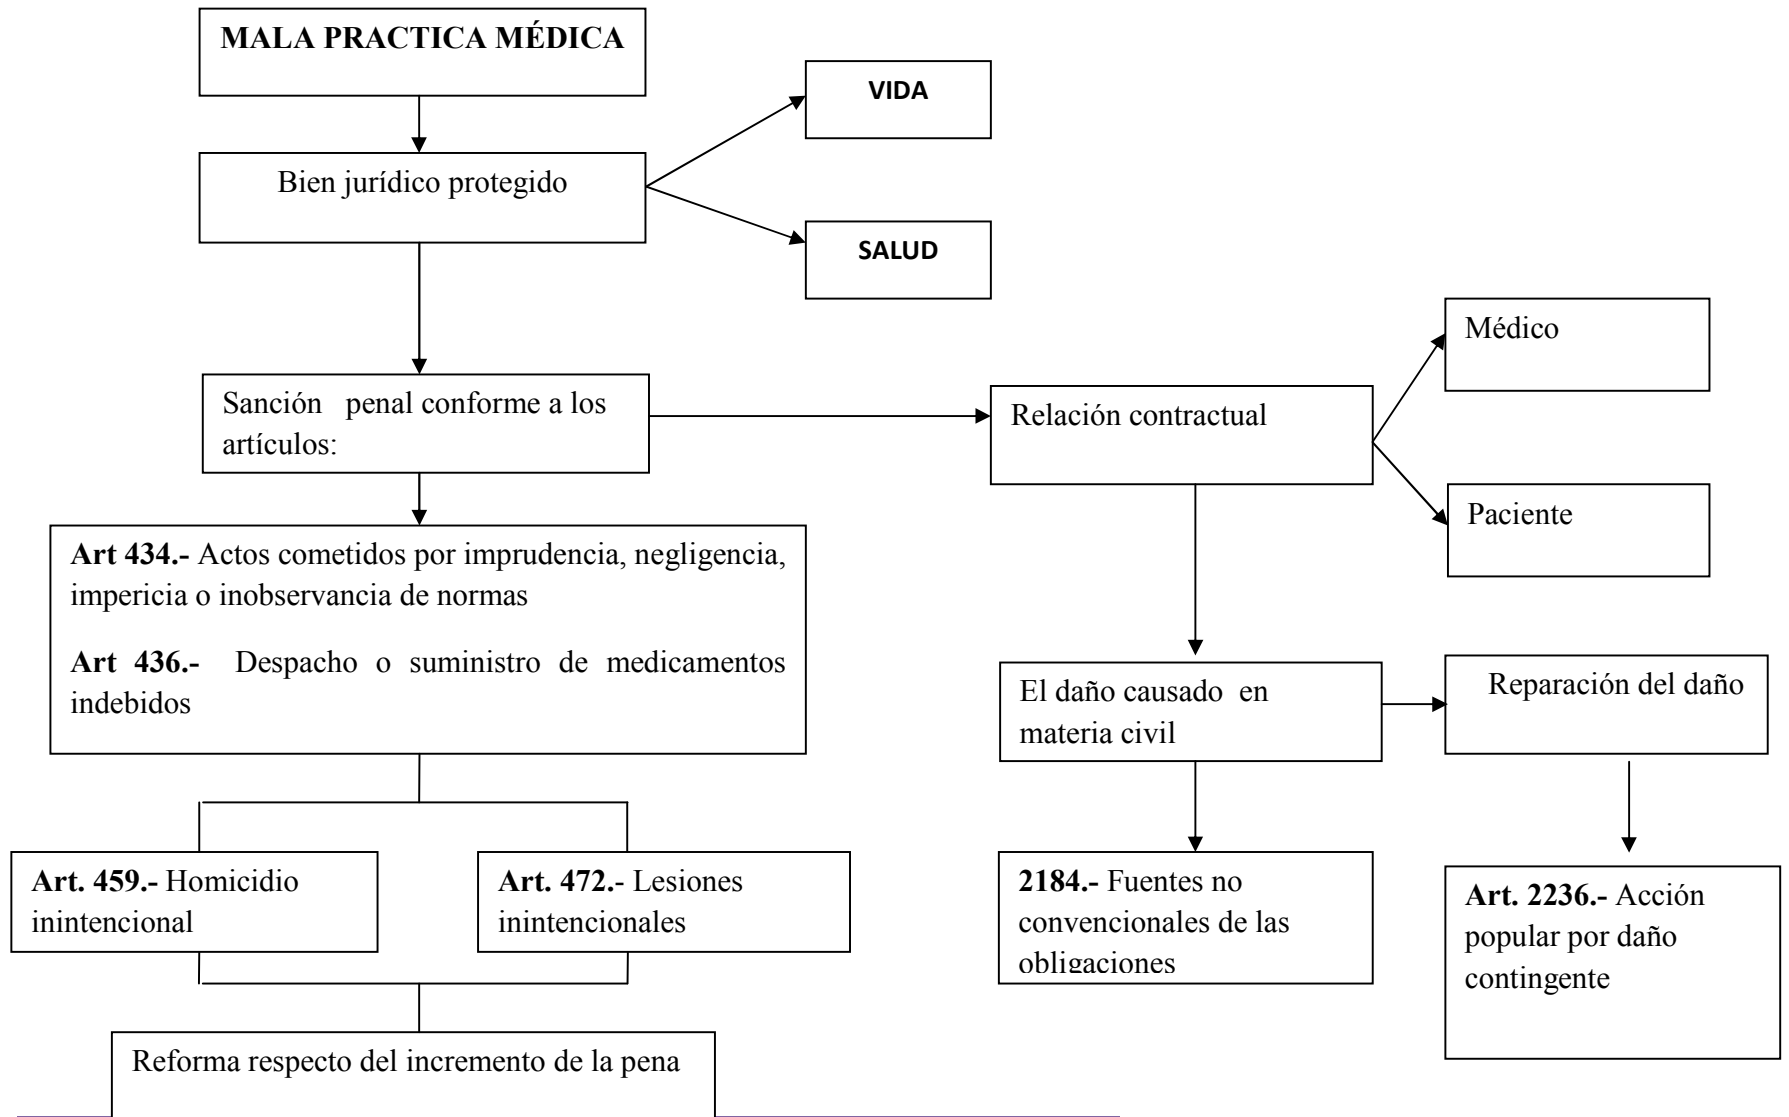 MALA PRACTICA MÉDICA
VIDA
Bien jurídico protegido
SALUD
Médico
Sanción penal conforme a los
artículos:
Relación contractual
Paciente
Art 434.- Actos cometidos por imprudencia, negligencia,
impericia o inobservancia de normas
Art 436.- Despacho o suministro de medicamentos
indebidos
El daño causado en
materia civil
Reparación del daño
Art. 459.- Homicidio
inintencional
Art. 472.- Lesiones
inintencionales
2184.- Fuentes no
convencionales de las
obligaciones
Art. 2236.- Acción
popular por daño
contingente
Reforma respecto del incremento de la pena